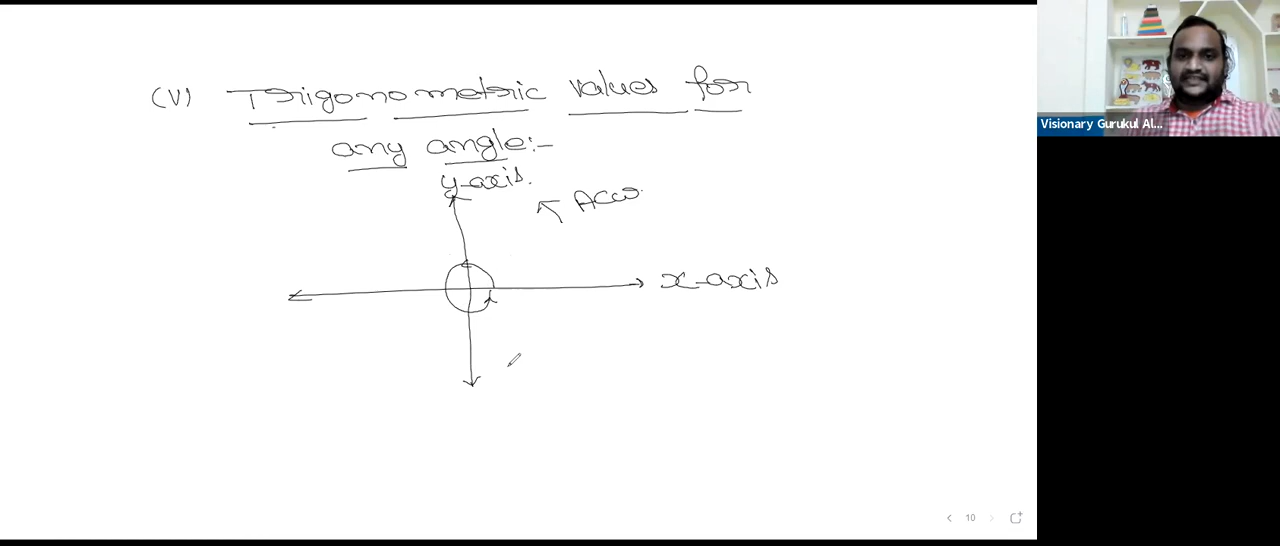 (V) Trigonometric values for
any angle:-
y-axis.
ACW
x-axis
Visionary Gurukul Al...
10